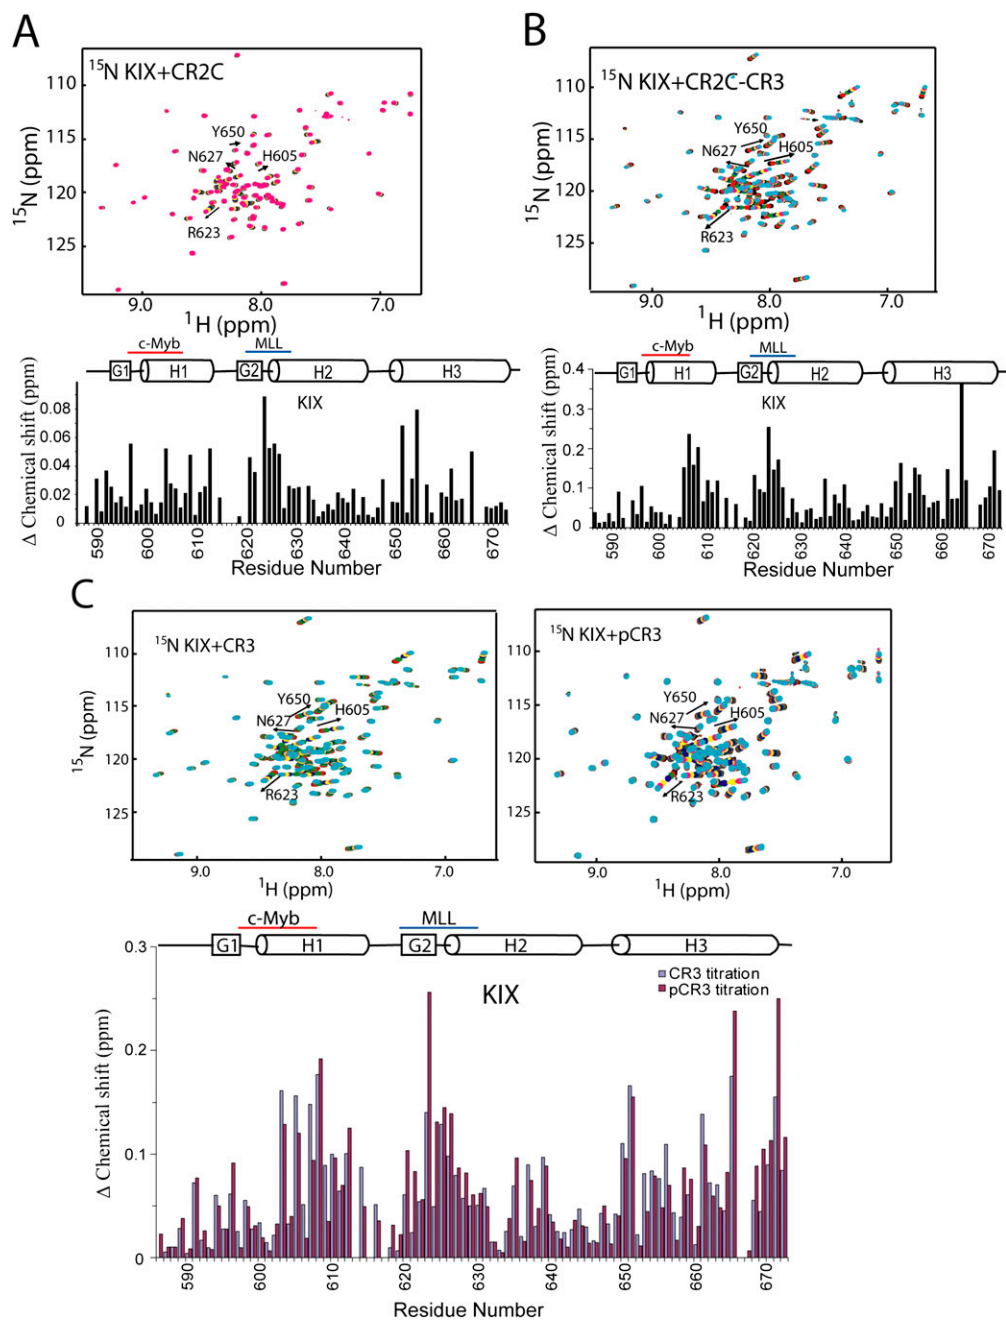 A
15N KIX+CR2C
110
115
120
125
15N (ppm)
Y650
N627
H605
R623
9.0 8.0 7.0
1H (ppm)
c-Myb MLL
G1 H1 G2 H2 H3
KIX
Δ Chemical shift (ppm)
0.08
0.06
0.04
0.02
0
590 600 610 620 630 640 650 660 670
Residue Number
B
15N KIX+CR2C-CR3
110
115
120
125
15N (ppm)
Y650
N627
H605
R623
9.0 8.0 7.0
1H (ppm)
c-Myb MLL
G1 H1 G2 H2 H3
KIX
Δ Chemical shift (ppm)
0.4
0.3
0.2
0.1
0
590 600 610 620 630 640 650 660 670
Residue Number
C
15N KIX+CR3
110
115
120
125
15N (ppm)
Y650
N627
H605
R623
9.0 8.0 7.0
1H (ppm)
15N KIX+pCR3
110
115
120
125
Y650
N627
H605
R623
9.0 8.0 7.0
1H (ppm)
c-Myb MLL
G1 H1 G2 H2 H3
KIX
CR3 titration
pCR3 titration
Δ Chemical shift (ppm)
0.3
0.2
0.1
0
590 600 610 620 630 640 650 660 670
Residue Number